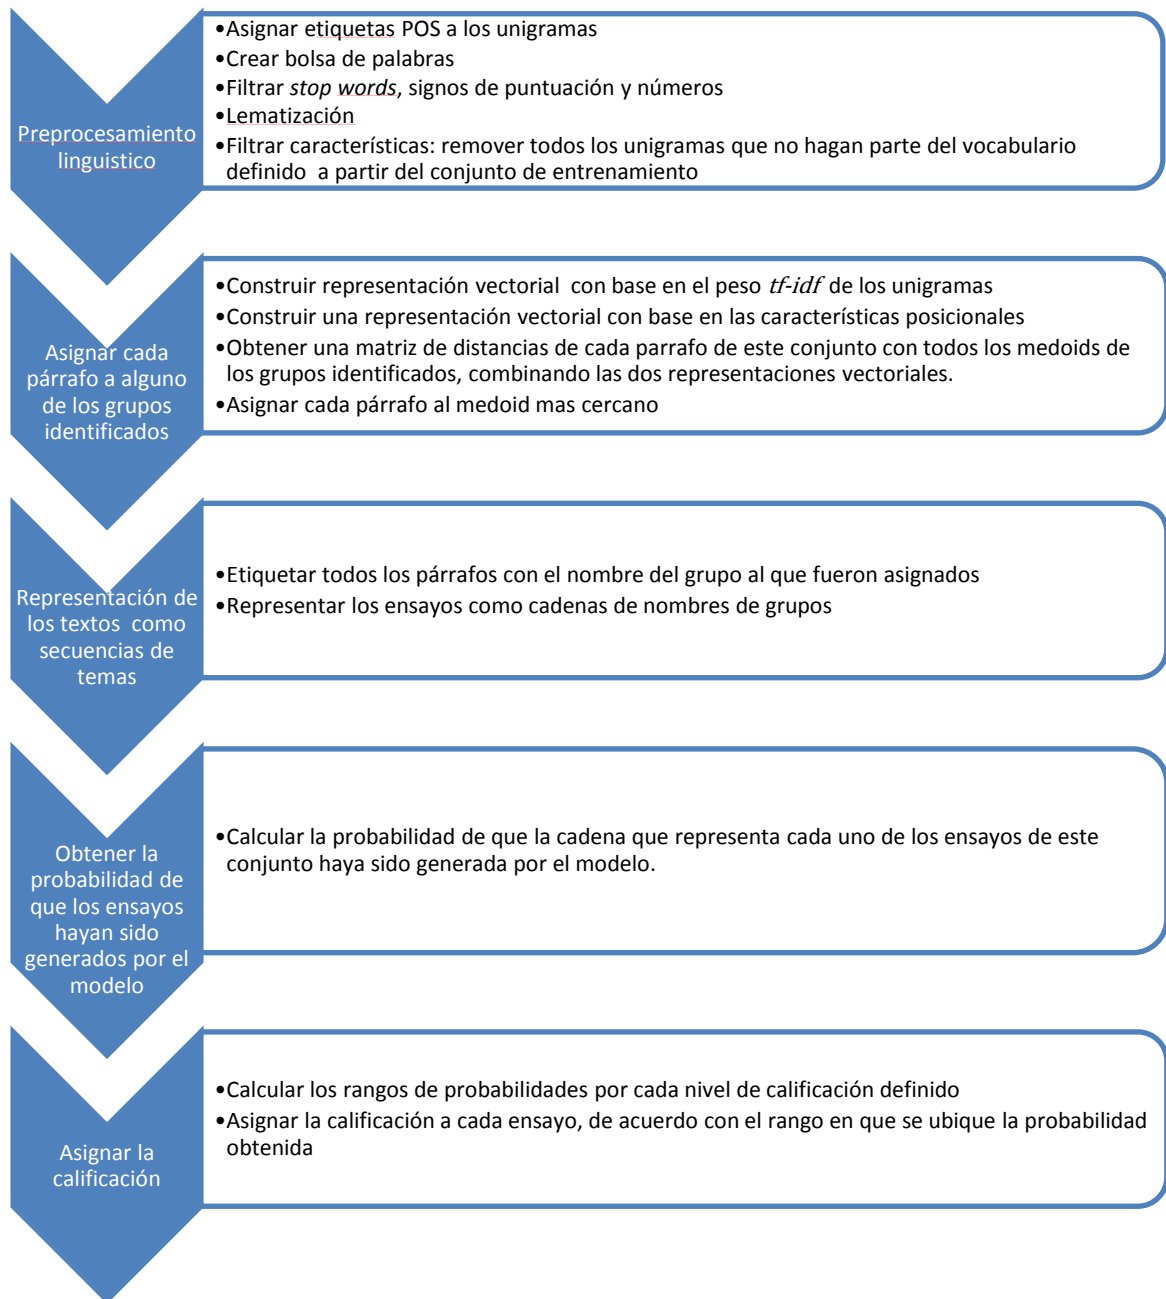 Preprocesamiento
linguistico
•Asignar etiquetas POS a los unigramas
•Crear bolsa de palabras
•Filtrar stop words, signos de puntuación y números
•Lematización
•Filtrar características: remover todos los unigramas que no hagan parte del vocabulario
definido a partir del conjunto de entrenamiento
Asignar cada
párrafo a alguno
de los grupos
identificados
•Construir representación vectorial con base en el peso tf-idf de los unigramas
•Construir una representación vectorial con base en las características posicionales
•Obtener una matriz de distancias de cada parrafo de este conjunto con todos los medoids de
los grupos identificados, combinando las dos representaciones vectoriales.
•Asignar cada párrafo al medoid mas cercano
Representación de
los textos como
secuencias de
temas
•Etiquetar todos los párrafos con el nombre del grupo al que fueron asignados
•Representar los ensayos como cadenas de nombres de grupos
Obtener la
probabilidad de
que los ensayos
hayan sido
generados por el
modelo
•Calcular la probabilidad de que la cadena que representa cada uno de los ensayos de este
conjunto haya sido generada por el modelo.
Asignar la
calificación
•Calcular los rangos de probabilidades por cada nivel de calificación definido
•Asignar la calificación a cada ensayo, de acuerdo con el rango en que se ubique la probabilidad
obtenida